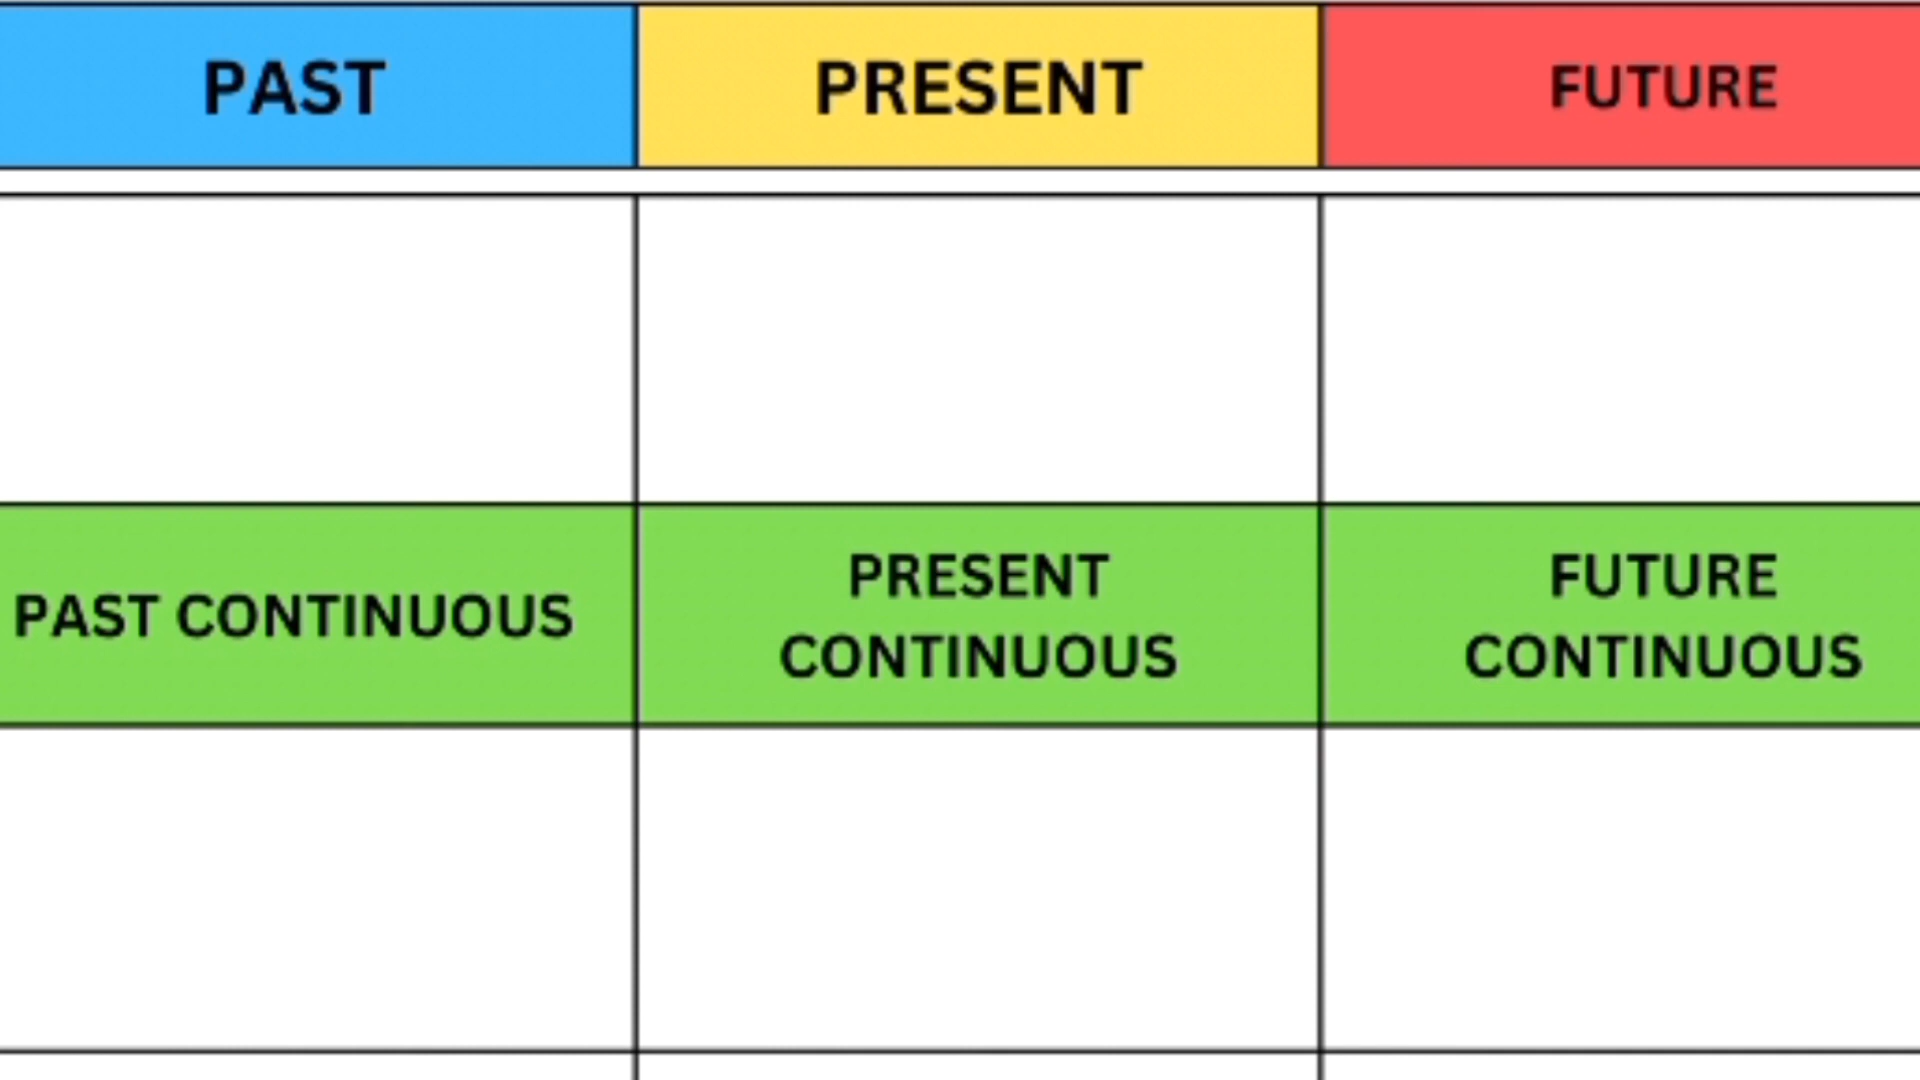 PAST
PRESENT
FUTURE
PAST CONTINUOUS
PRESENT
CONTINUOUS
FUTURE
CONTINUOUS